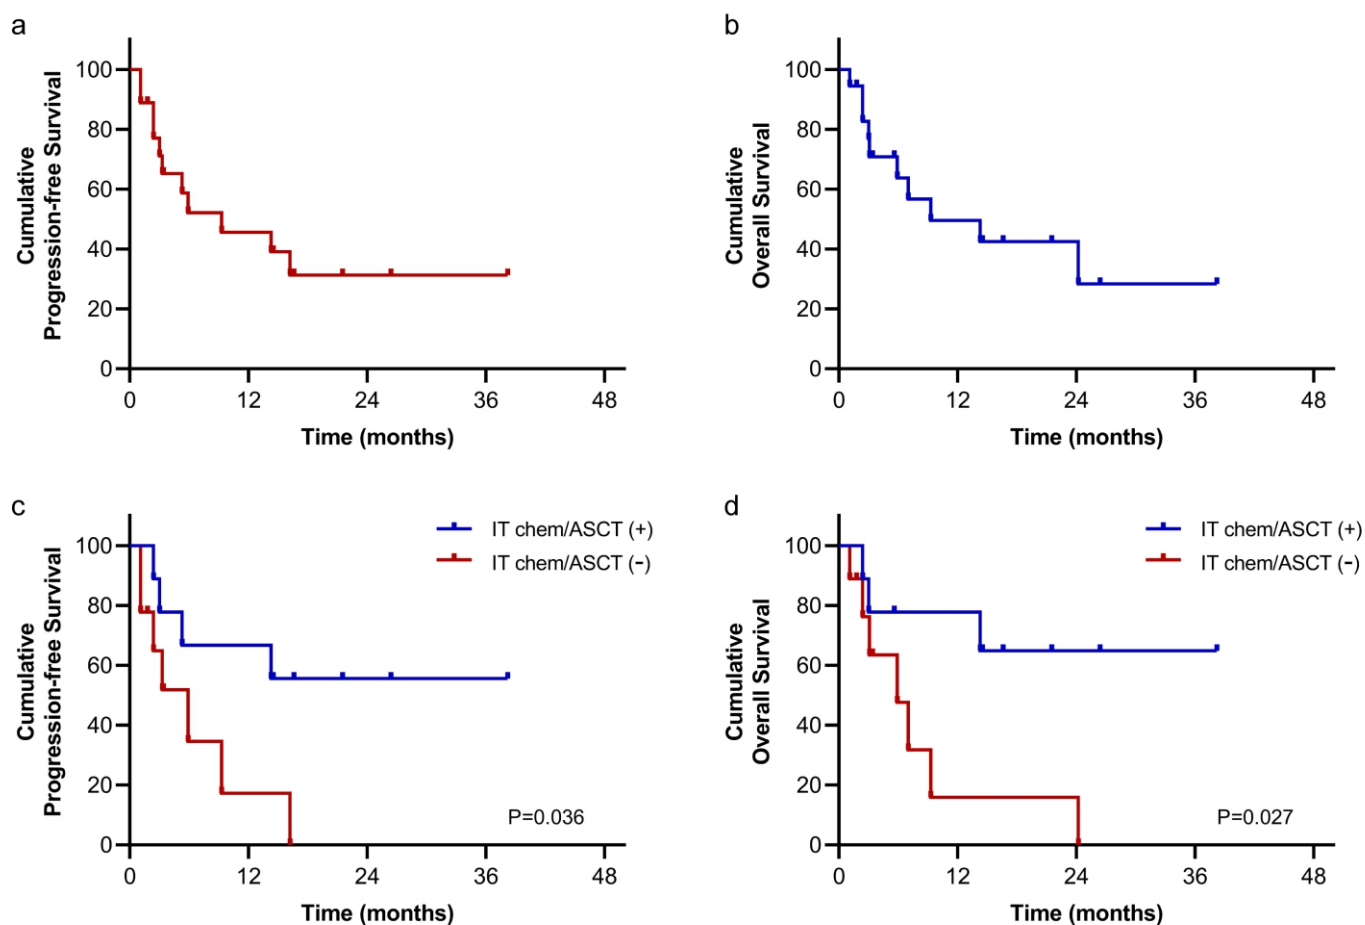 a
Cumulative
Progression-free Survival
100
80
60
40
20
0
0 12 24 36 48
Time (months)
b
Cumulative
Overall Survival
100
80
60
40
20
0
0 12 24 36 48
Time (months)
c
Cumulative
Progression-free Survival
IT chem/ASCT (+)
IT chem/ASCT (-)
100
80
60
40
20
0
P=0.036
0 12 24 36 48
Time (months)
d
Cumulative
Overall Survival
IT chem/ASCT (+)
IT chem/ASCT (-)
100
80
60
40
20
0
P=0.027
0 12 24 36 48
Time (months)